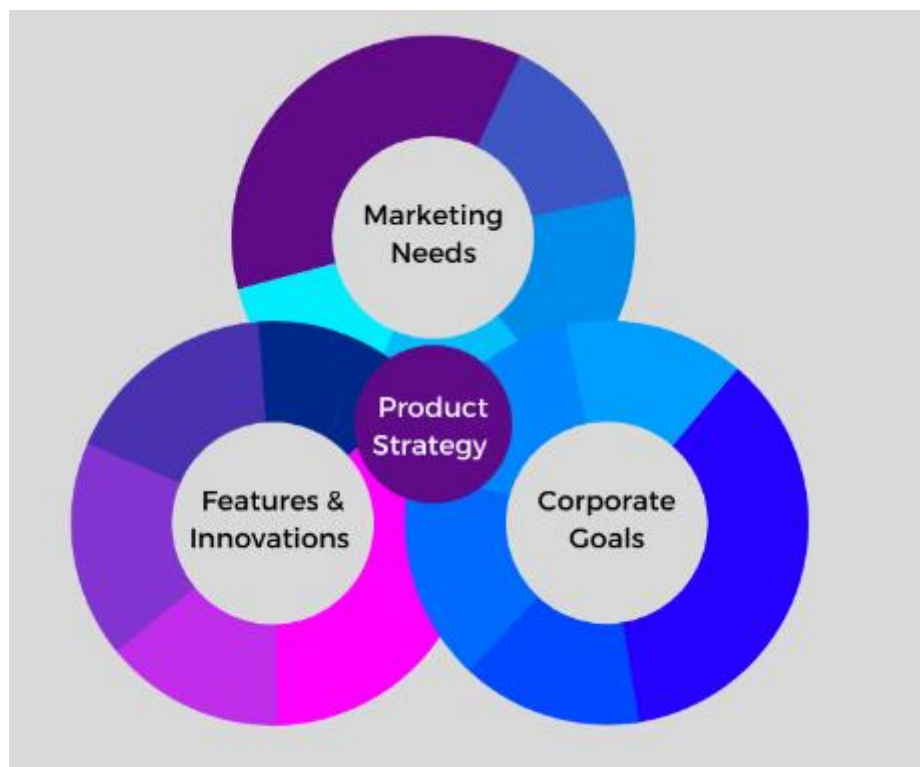 Marketing
Needs
Product
Strategy
Features &
Innovations
Corporate
Goals